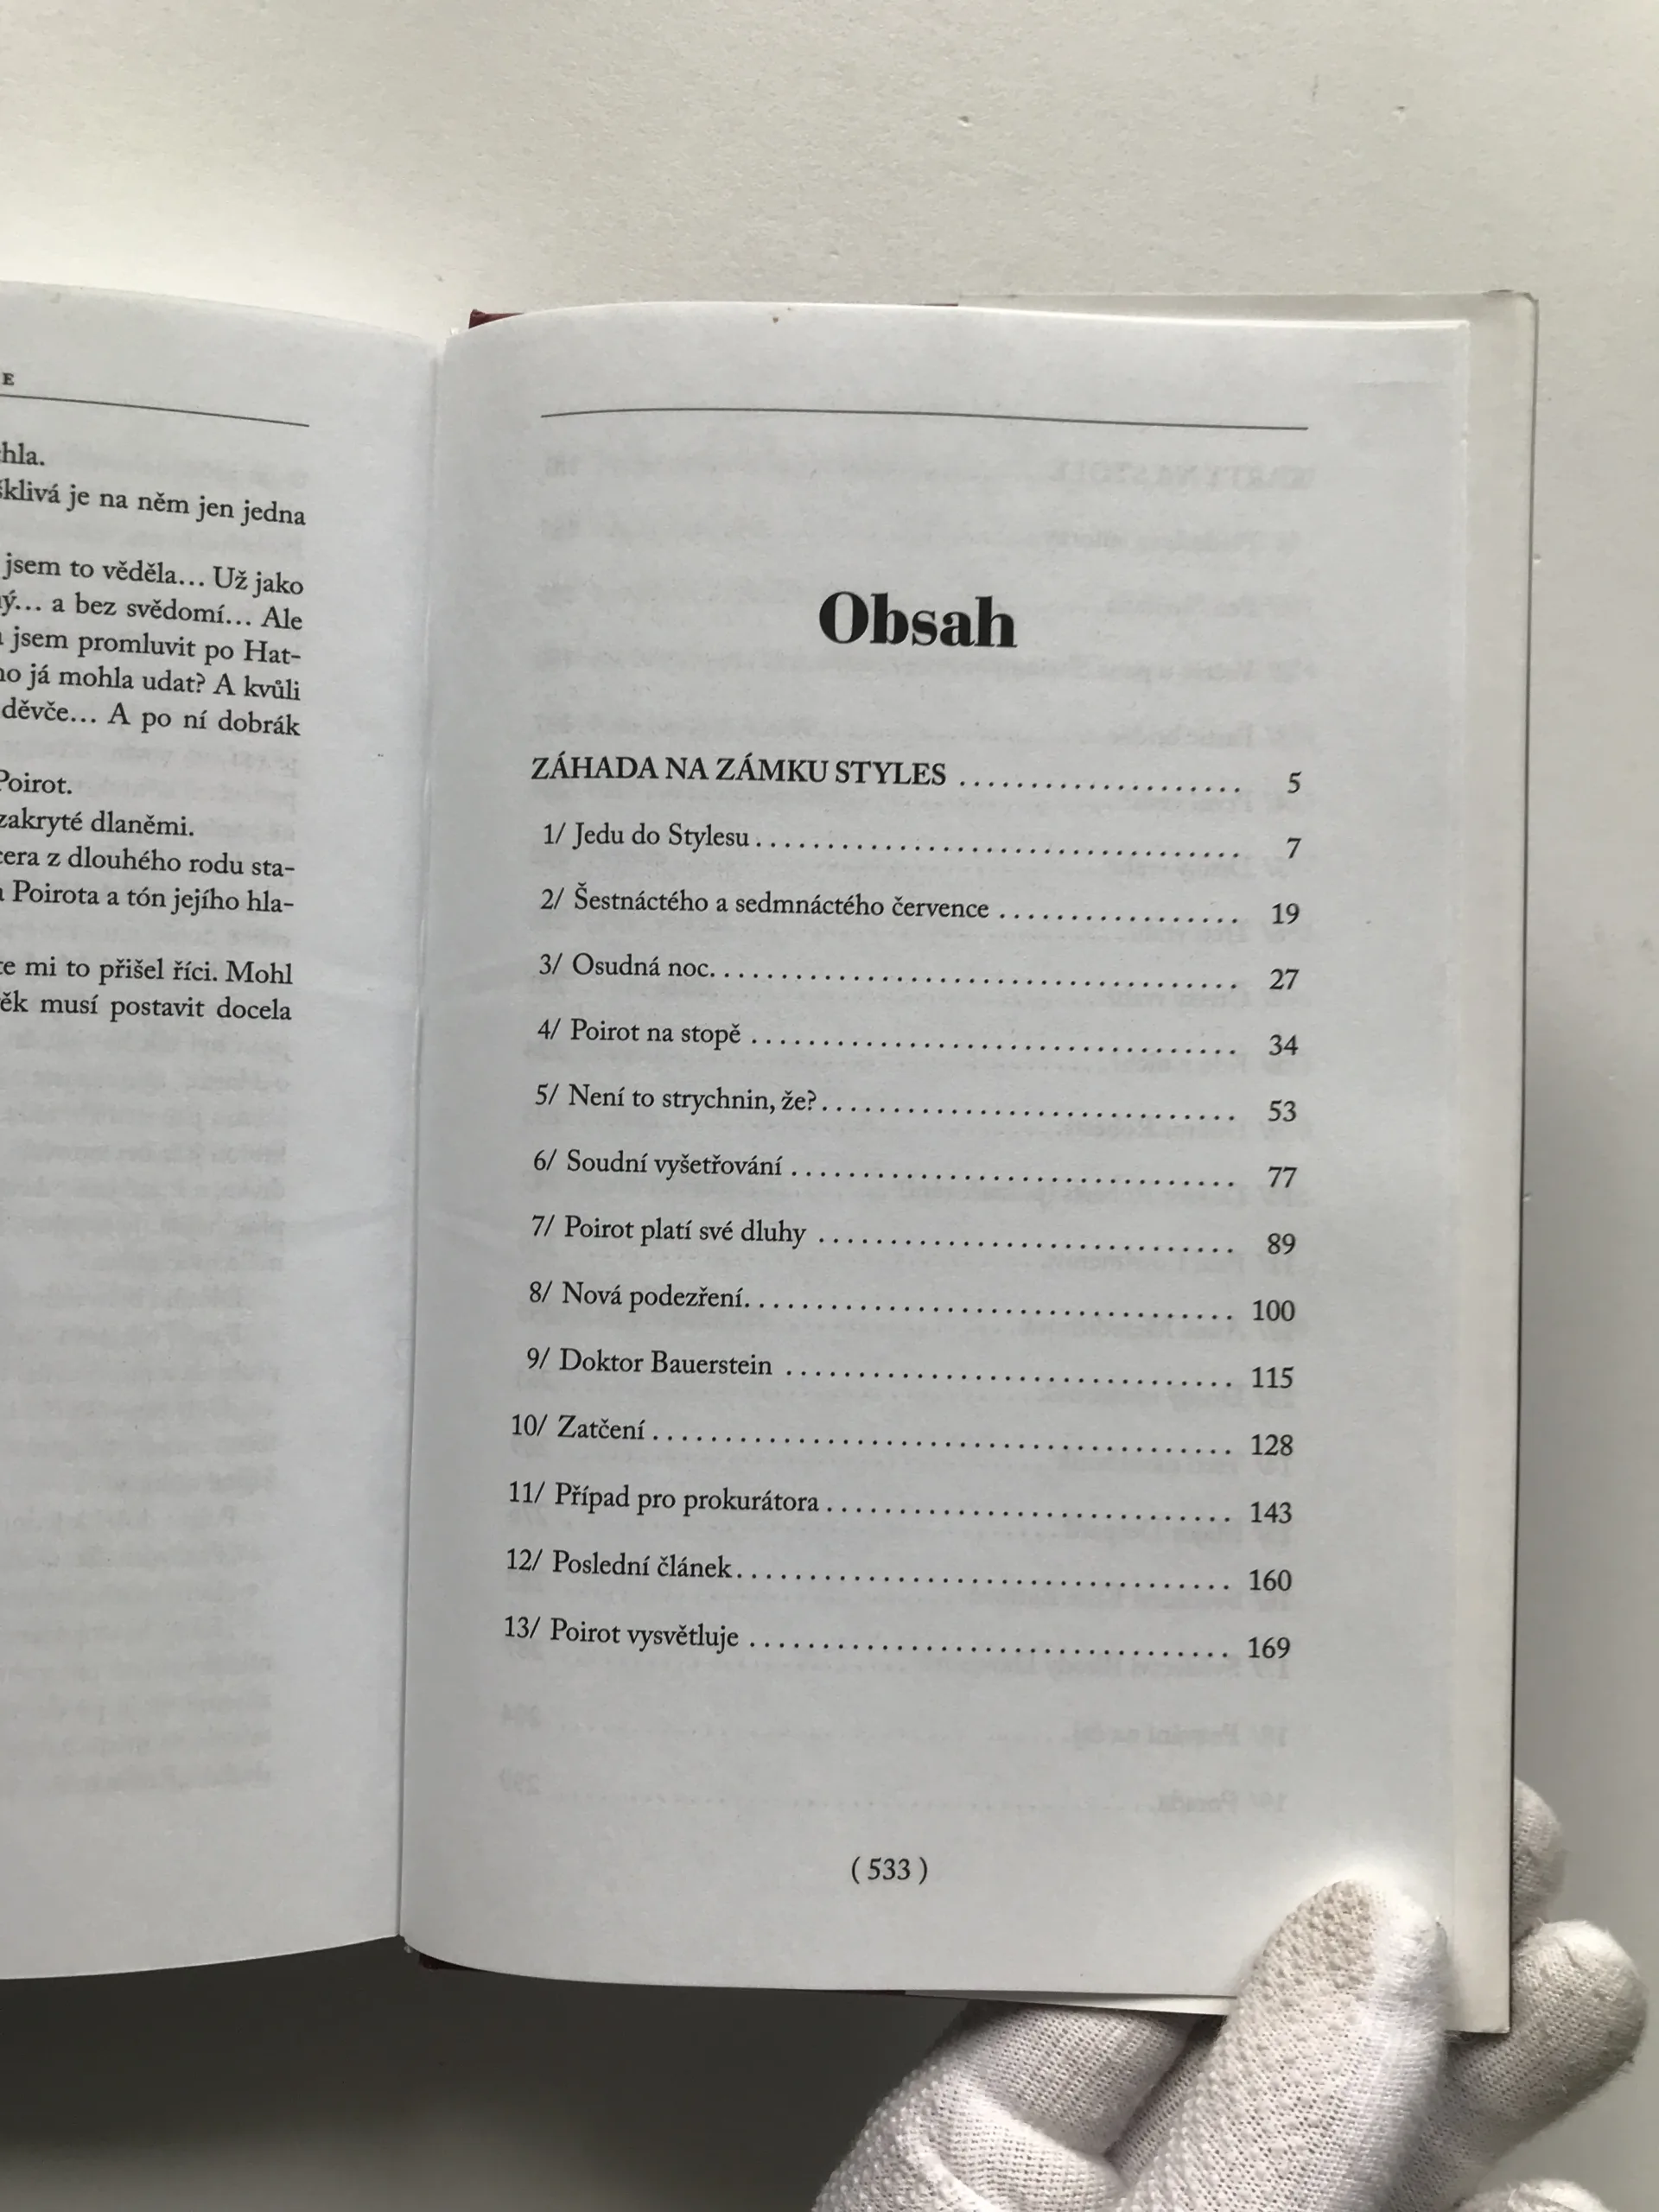 E
chla.
šklivá je na něm jen jedna
jsem to věděla... Už jako
ý... a bez svědomí... Ale
jsem promluvit po Hat-
ho já mohla udat? A kvůli
děvče... A po ní dobrák
Poirot.
zakryté dlaněmi.
cera z dlouhého rodu sta-
Poirota a tón jejího hla-
te mi to přišel říci. Mohl
ěk musí postavit docela
Obsah
ZÁHADA NA ZÁMKU STYLES .................... 5
1/ Jedu do Stylesu .................................. 7
2/ Šestnáctého a sedmnáctého července ................. 19
3/ Osudná noc..................................... 27
4/ Poirot na stopě .................................. 34
5/ Není to strychnin, že?............................. 53
6/ Soudní vyšetřování ............................... 77
7/ Poirot platí své dluhy ............................. 89
8/ Nová podezření.................................. 100
9/ Doktor Bauerstein ............................... 115
10/ Zatčení ........................................ 128
11/ Případ pro prokurátora ............................ 143
12/ Poslední článek.................................. 160
13/ Poirot vysvětluje ................................. 169
( 533 )